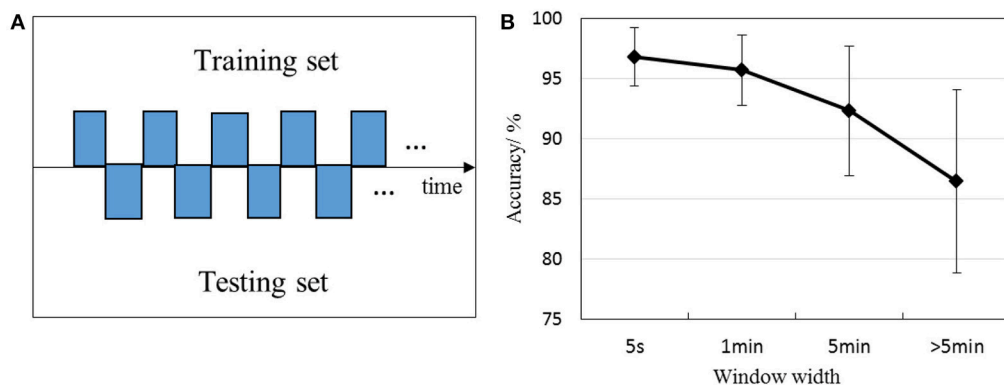 A
Training set
...
time
...
Testing set
B
Accuracy/ %
100
95
90
85
80
75
5s 1min 5min >5min
Window width